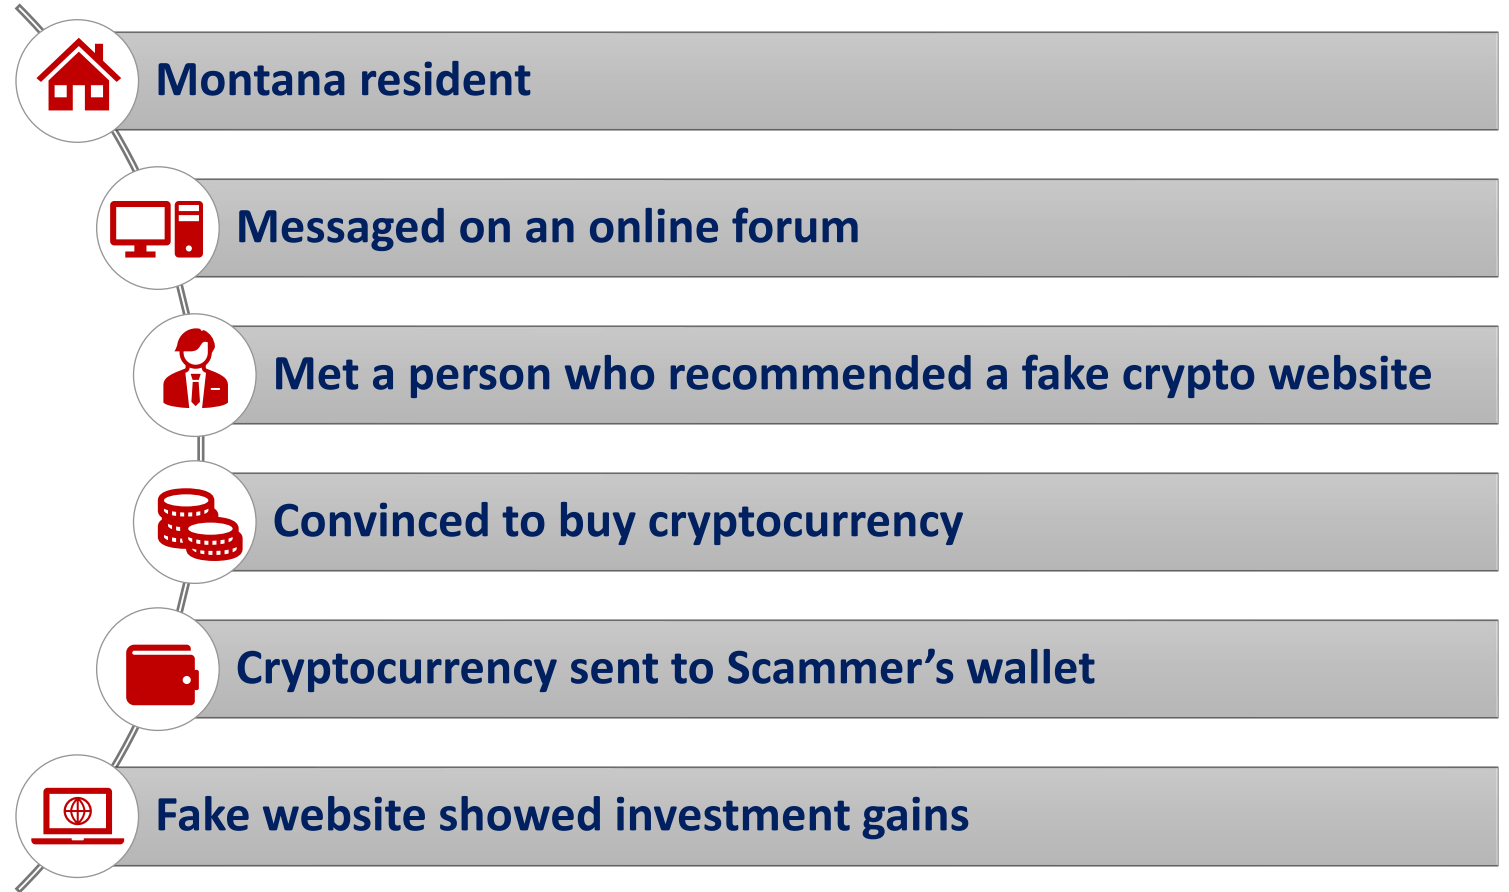 Montana resident
Messaged on an online forum
Met a person who recommended a fake crypto website
Convinced to buy cryptocurrency
Cryptocurrency sent to Scammer’s wallet
Fake website showed investment gains